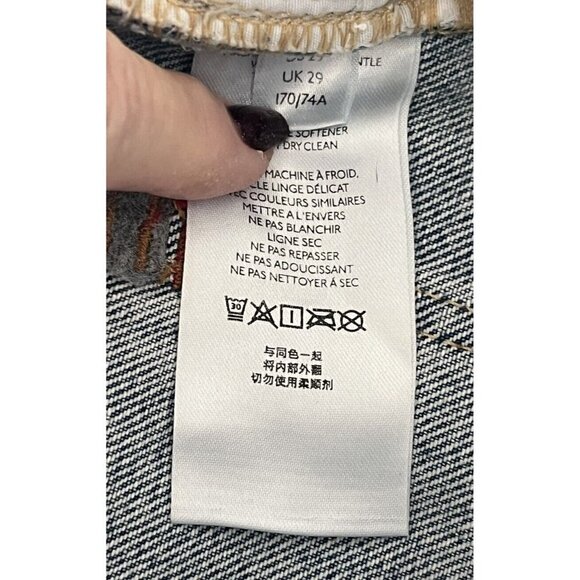 UK 29
170/74A
SOFTENER
DRY CLEAN
MACHINE À FROID.
LINGE DÉLICAT
COULEURS SIMILAIRES
METTRE A L'ENVERS
NE PAS BLANCHIR
LIGNE SEC
NE PAS REPASSER
NE PAS ADOUCISSANT
NE PAS NETTOYER À SEC
30
与同色一起
将内部外翻
切勿使用柔顺剂